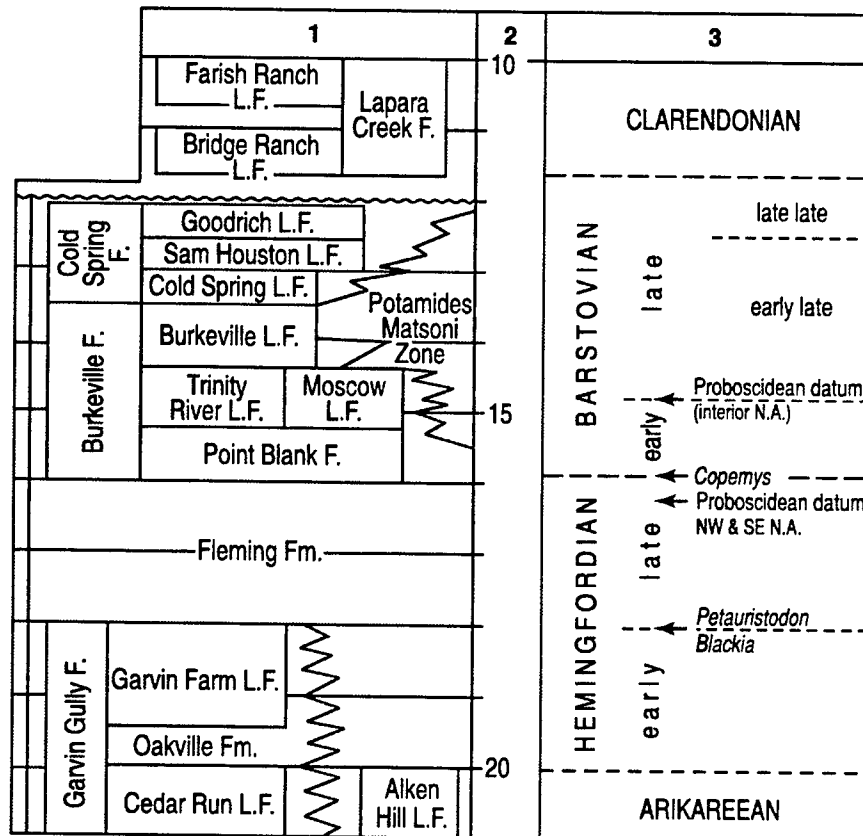 1
2
3
Farish Ranch
L.F.
Lapara
Creek F.
Bridge Ranch
L.F.
10
CLARENDONIAN
Cold
Spring
F.
Goodrich L.F.
Sam Houston L.F.
Cold Spring L.F.
Burkeville F.
Burkeville L.F.
Potamides
Matsoni
Zone
Trinity
River L.F.
Moscow
L.F.
Point Blank F.
15
BARSTOVIAN
late
late late
early late
early
Proboscidean datum
(interior N.A.)
Copemys
Proboscidean datum
NW & SE N.A.
Fleming Fm.
HEMINGFORDIAN
late
Petauristodon
Blackia
early
Garvin Gully F.
Garvin Farm L.F.
Oakville Fm.
Cedar Run L.F.
Aiken
Hill L.F.
20
ARIKAREEAN